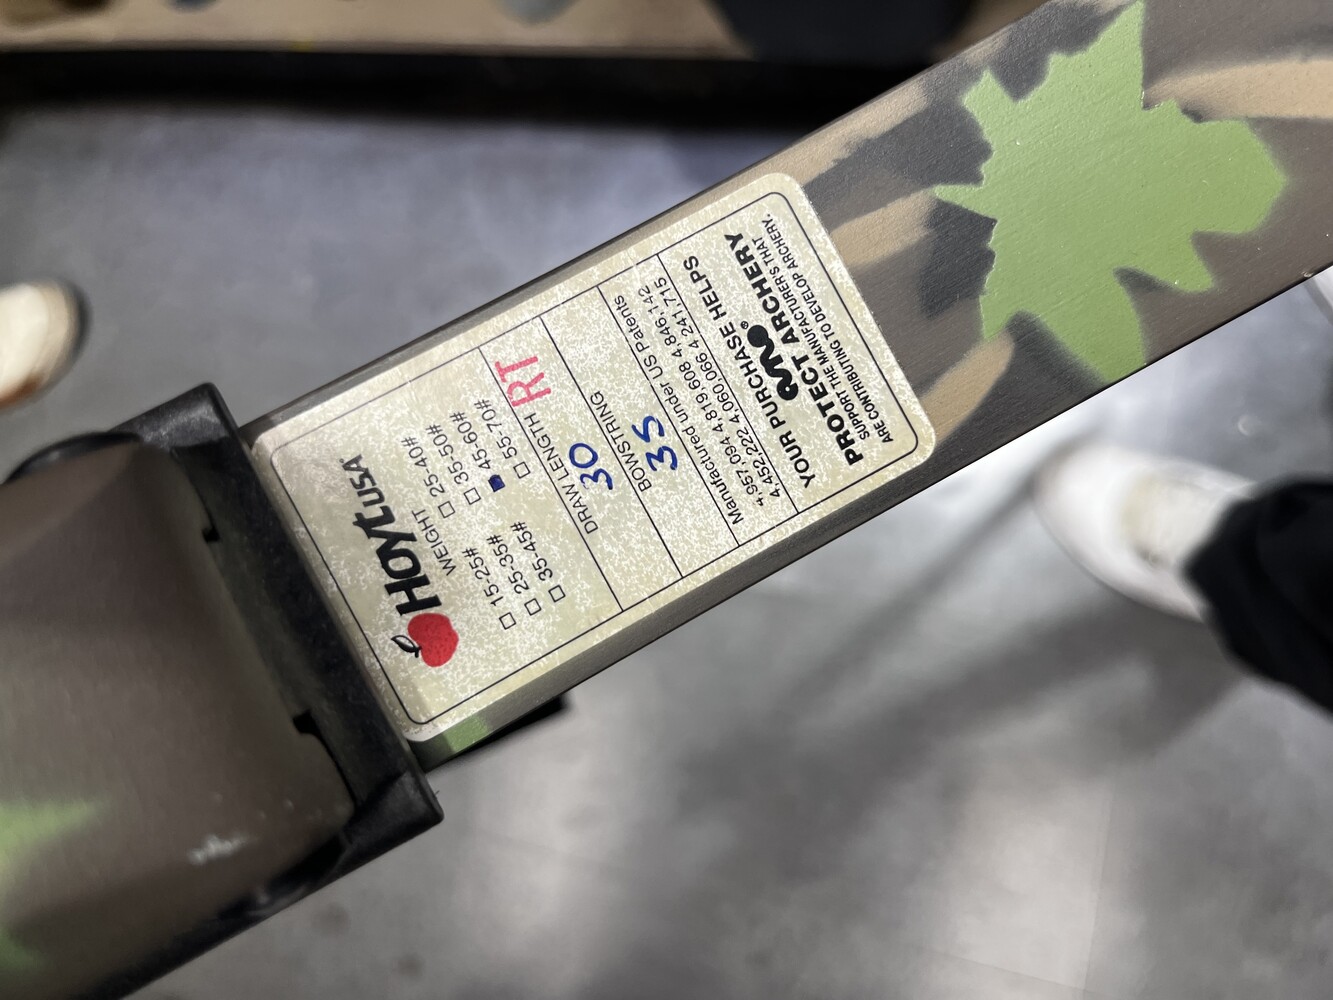 HOYT USA
WEIGHT
☐ 15-25# ☐ 25-40#
☐ 25-35# ☐ 35-50#
☐ 35-45# ■ 45-60#
☐ 55-70#
DRAW LENGTH RT
30
BOWSTRING
35
Manufactured under US Patents
4,957,094 4,819,608 4,846,142
4,452,222 4,060,066 4,241,715
YOUR PURCHASE HELPS
AMO®
PROTECT ARCHERY
SUPPORT THE MANUFACTURER'S THAT
ARE CONTRIBUTING TO DEVELOP ARCHERY.